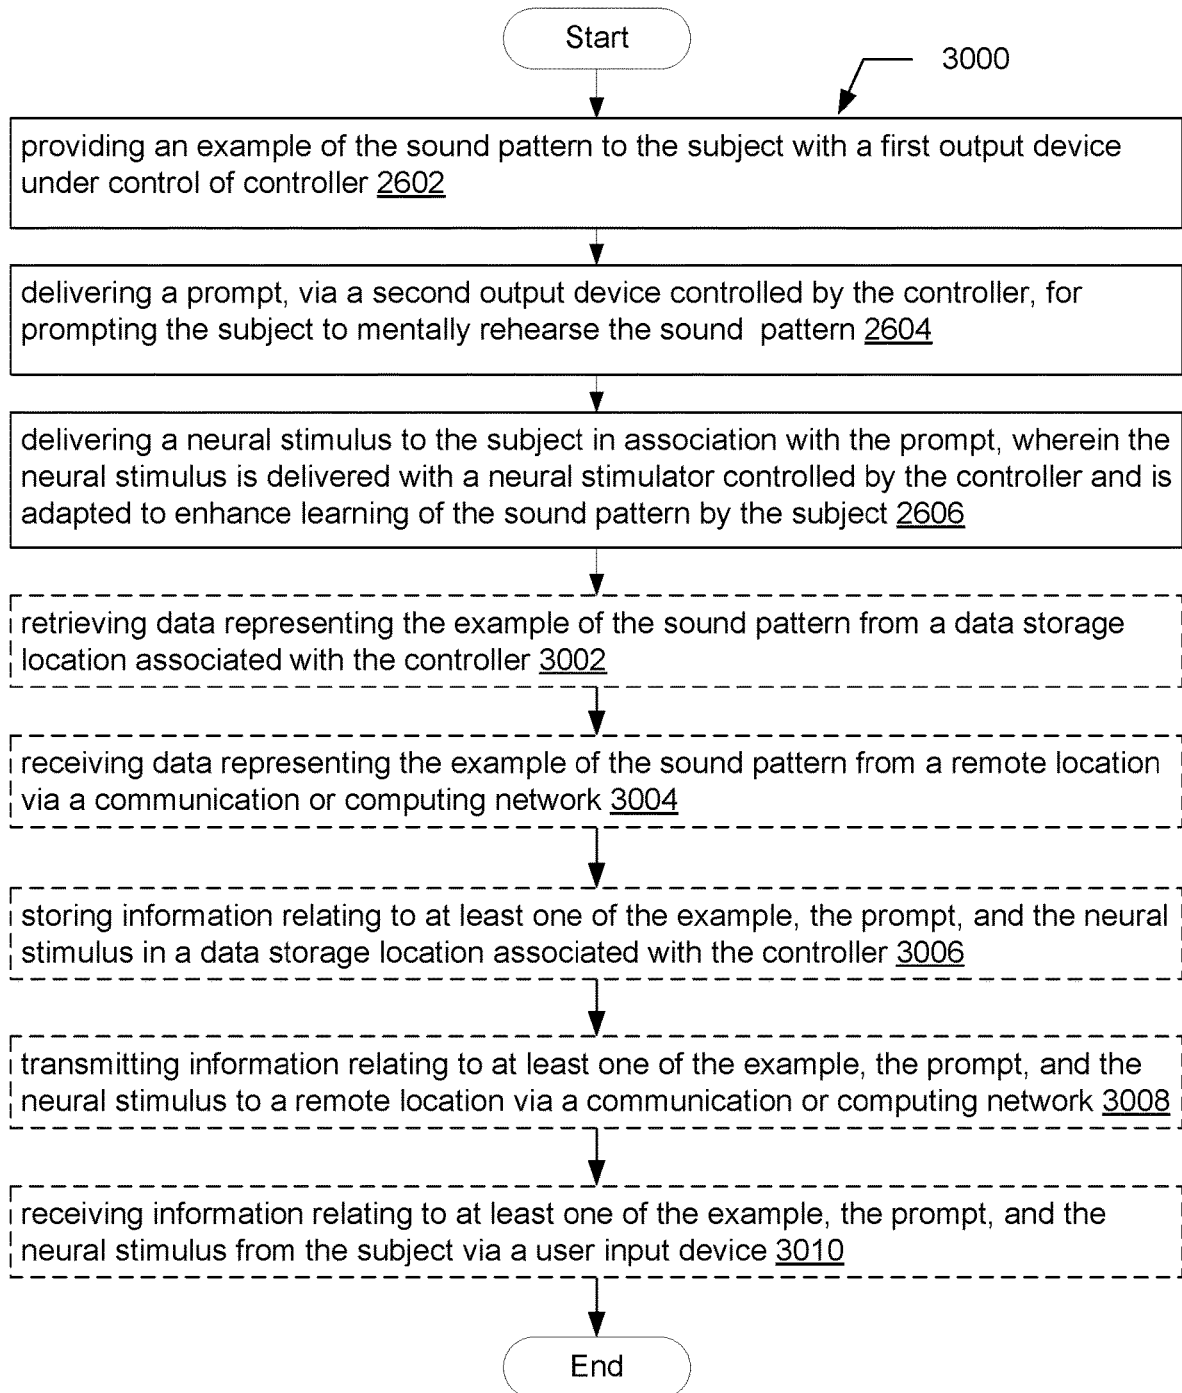 Start
3000
providing an example of the sound pattern to the subject with a first output device
under control of controller 2602
delivering a prompt, via a second output device controlled by the controller, for
prompting the subject to mentally rehearse the sound pattern 2604
delivering a neural stimulus to the subject in association with the prompt, wherein the
neural stimulus is delivered with a neural stimulator controlled by the controller and is
adapted to enhance learning of the sound pattern by the subject 2606
retrieving data representing the example of the sound pattern from a data storage
location associated with the controller 3002
receiving data representing the example of the sound pattern from a remote location
via a communication or computing network 3004
storing information relating to at least one of the example, the prompt, and the neural
stimulus in a data storage location associated with the controller 3006
transmitting information relating to at least one of the example, the prompt, and the
neural stimulus to a remote location via a communication or computing network 3008
receiving information relating to at least one of the example, the prompt, and the
neural stimulus from the subject via a user input device 3010
End